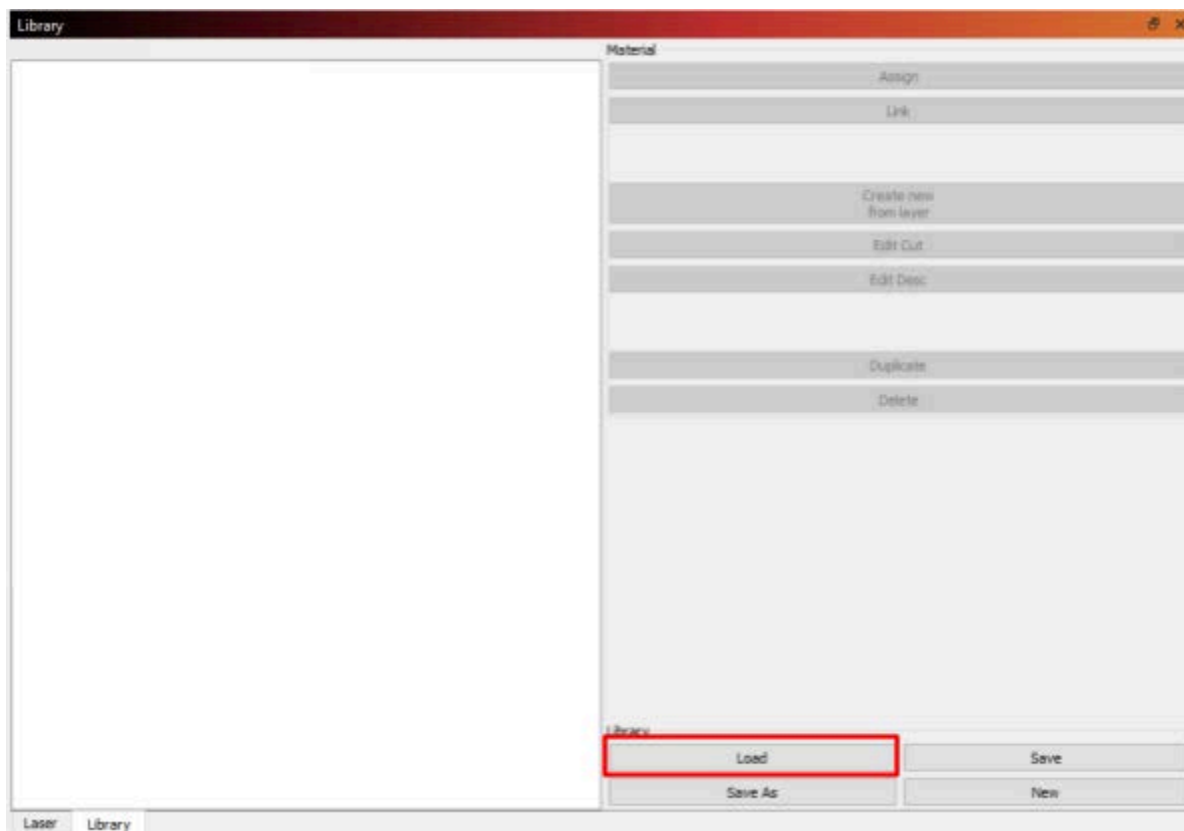 Library
Material
Assign
Link
Create new
from layer
Edit Cut
Edit Desc
Duplicate
Delete
Library
Load
Save
Save As
New
Laser
Library